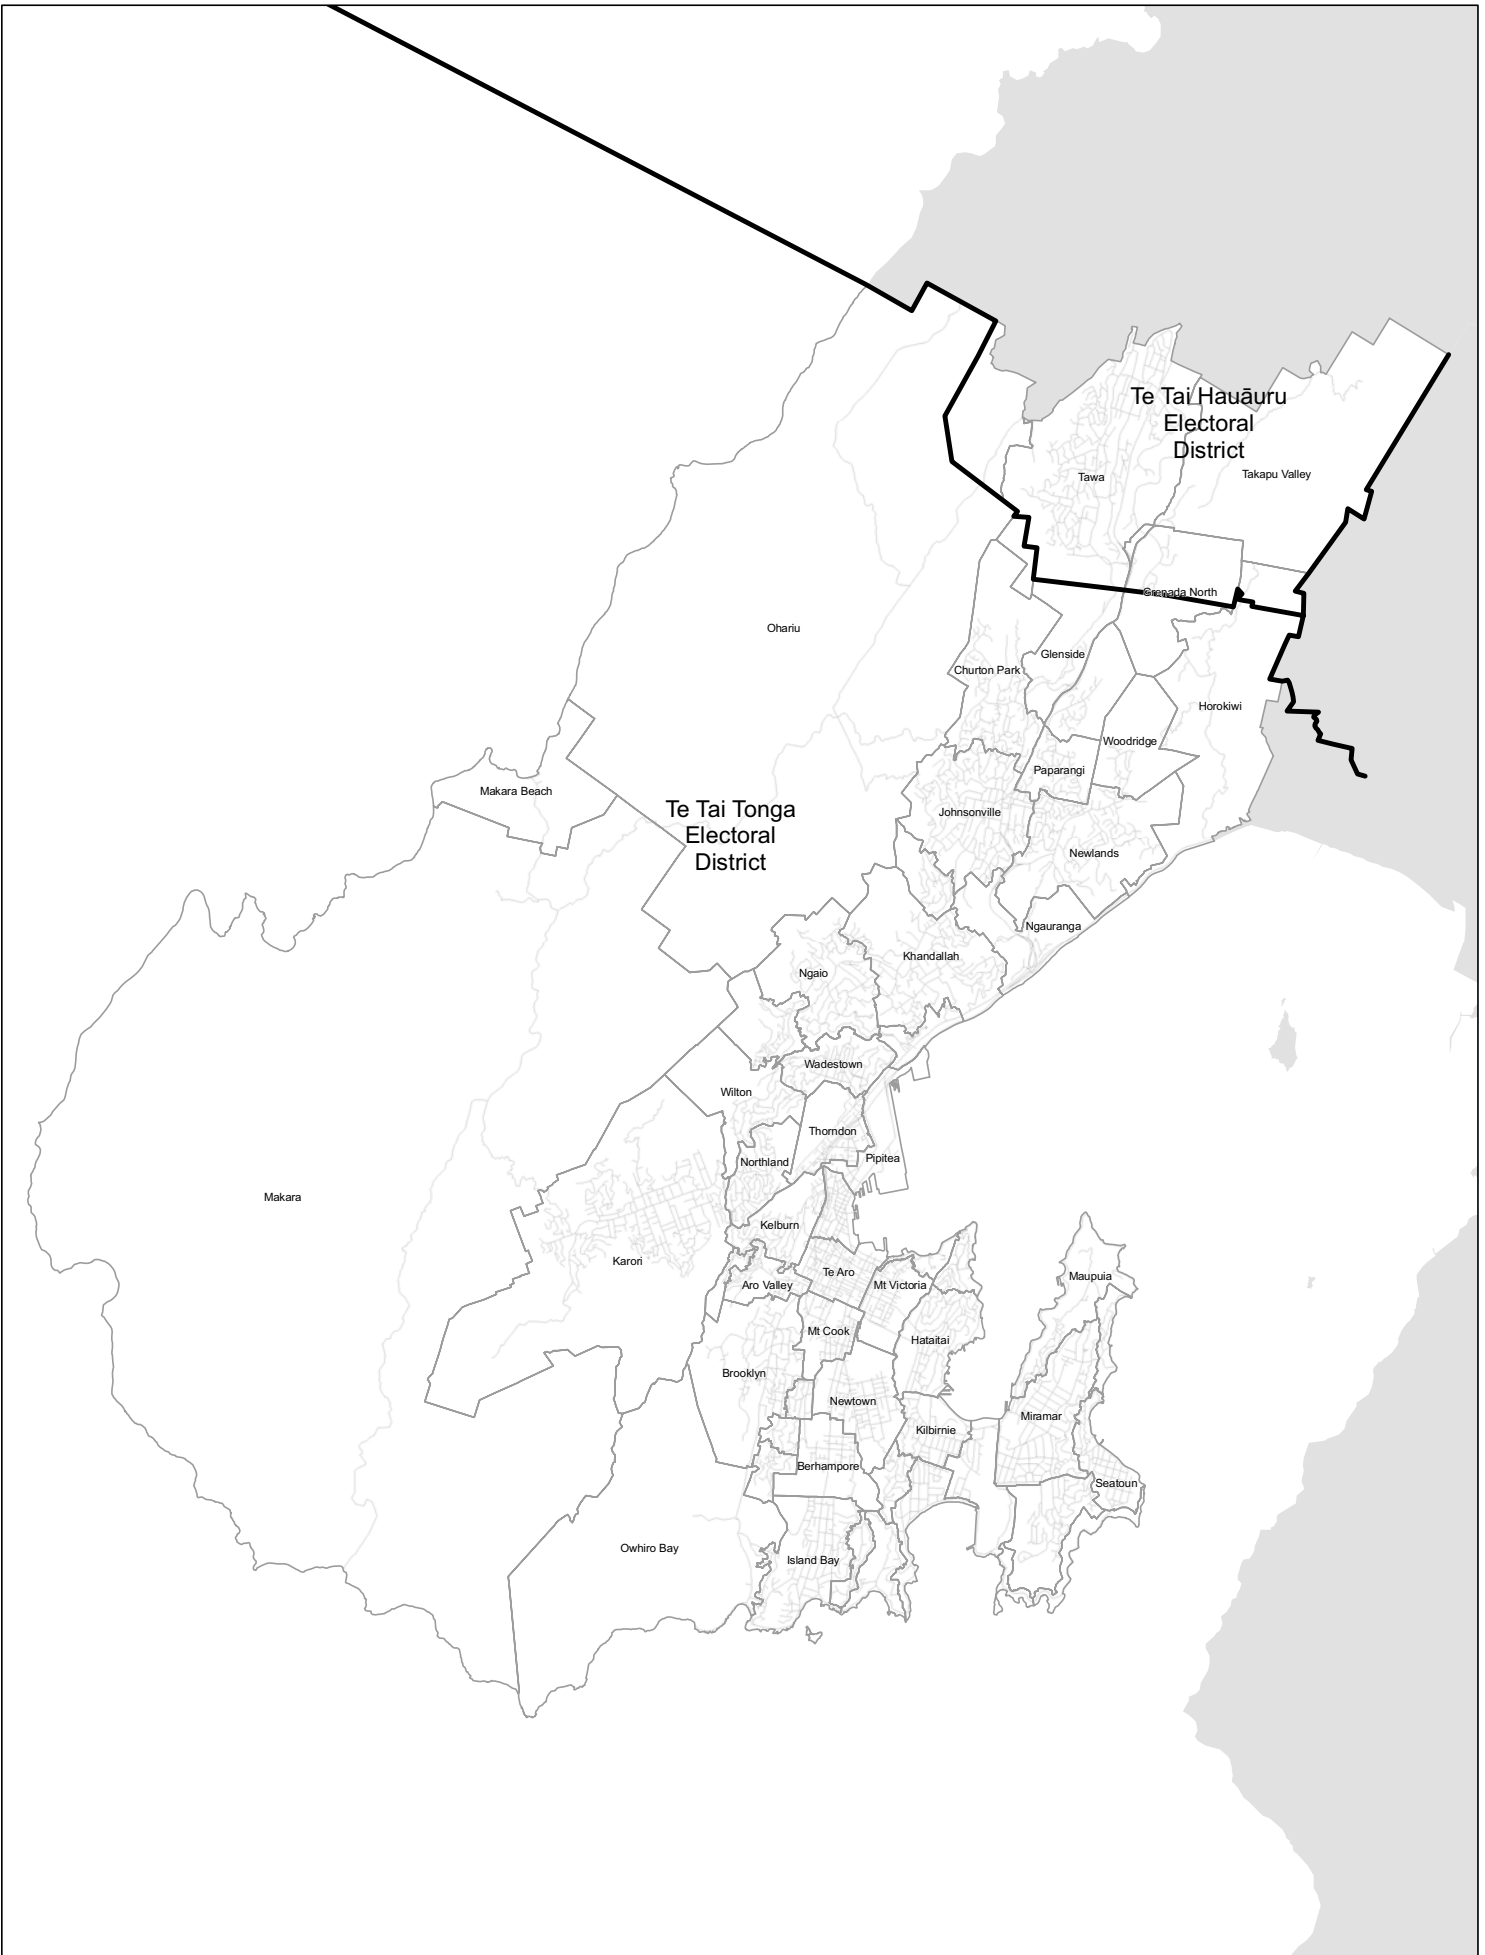 Te Tai Hauāuru
Electoral
District
Tawa
Takapu Valley
Grenada North
Ohariu
Glenside
Churton Park
Horokiwi
Woodridge
Paparangi
Makara Beach
Te Tai Tonga
Electoral
District
Johnsonville
Newlands
Ngauranga
Khandallah
Ngaio
Wadestown
Wilton
Thorndon
Pipitea
Northland
Makara
Kelburn
Karori
Te Aro
Maupuia
Aro Valley
Mt Victoria
Mt Cook
Hataitai
Brooklyn
Newtown
Miramar
Kilbirnie
Berhampore
Seatoun
Owhiro Bay
Island Bay